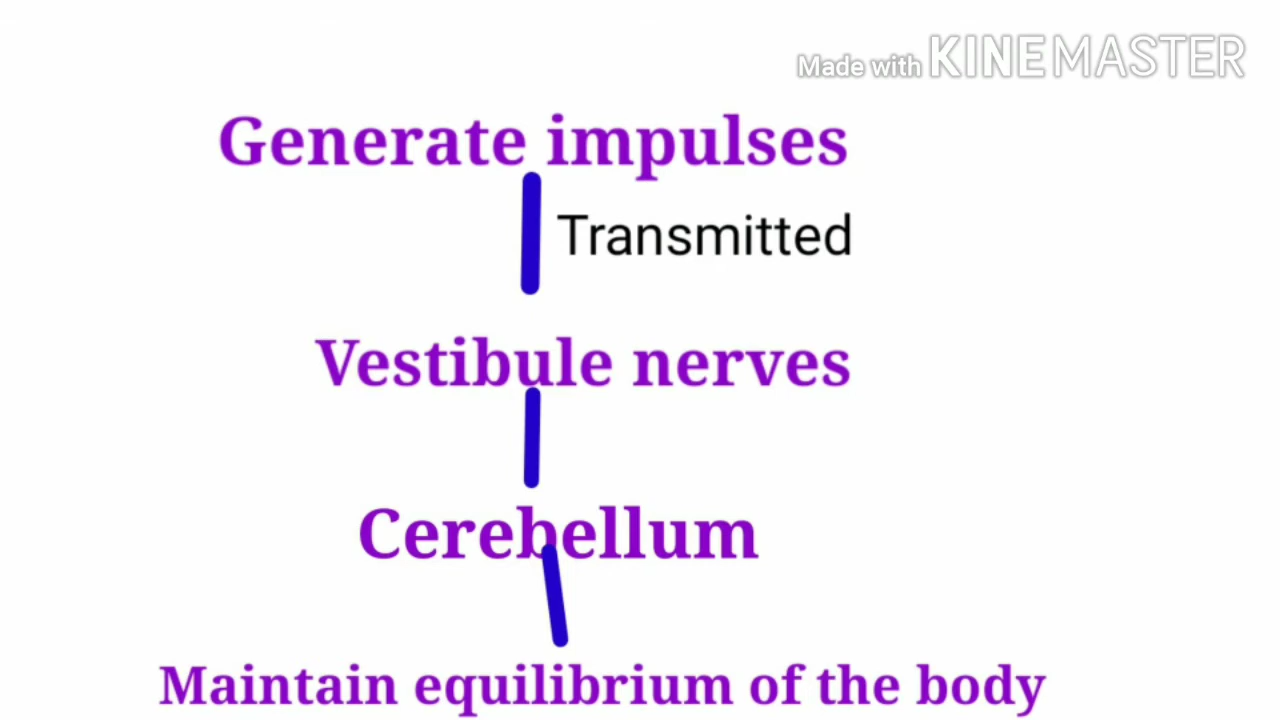 Made with KINEMASTER
Generate impulses
Transmitted
Vestibule nerves
Cerebellum
Maintain equilibrium of the body